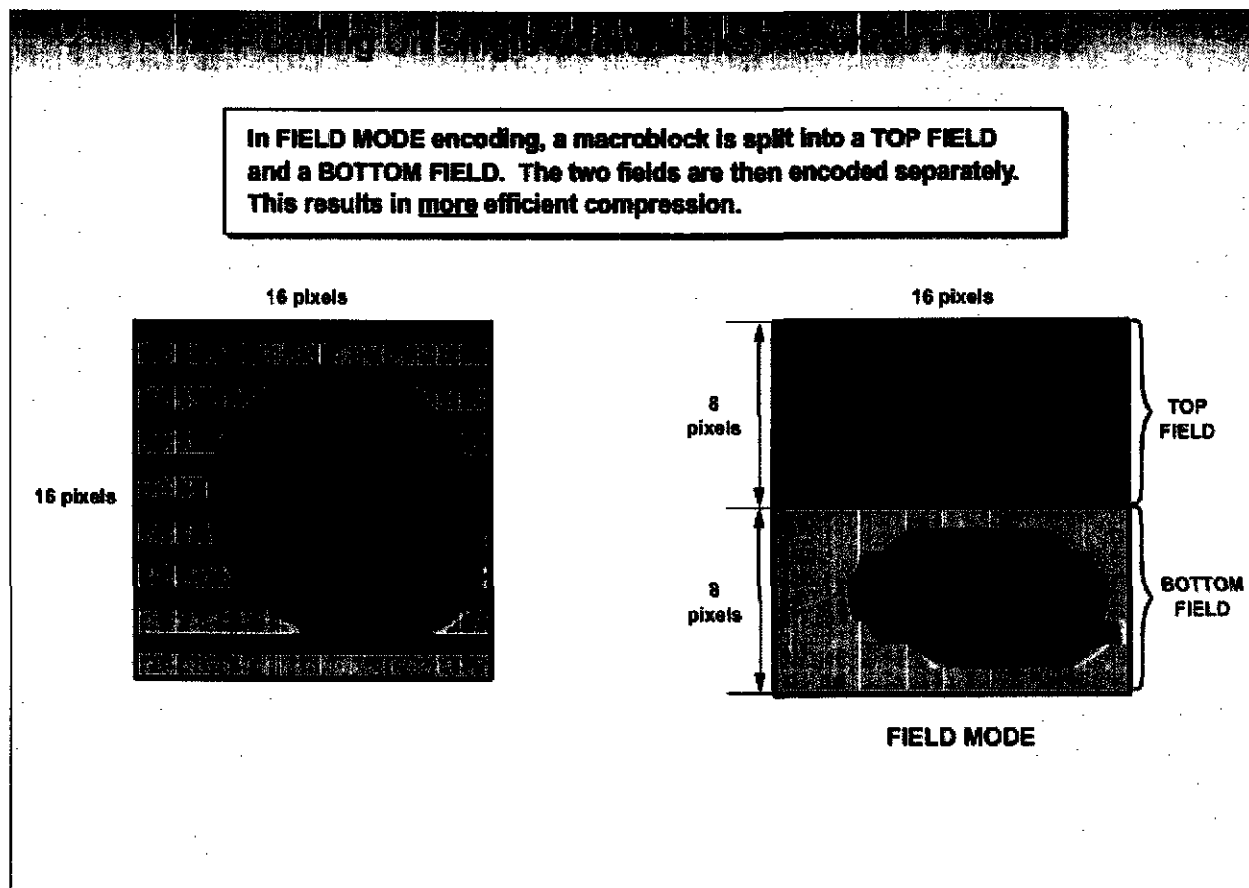 In FIELD MODE encoding, a macroblock is split into a TOP FIELD
and a BOTTOM FIELD. The two fields are then encoded separately.
This results in more efficient compression.
16 pixels
16 pixels
16 pixels
8
pixels
TOP
FIELD
8
pixels
BOTTOM
FIELD
FIELD MODE